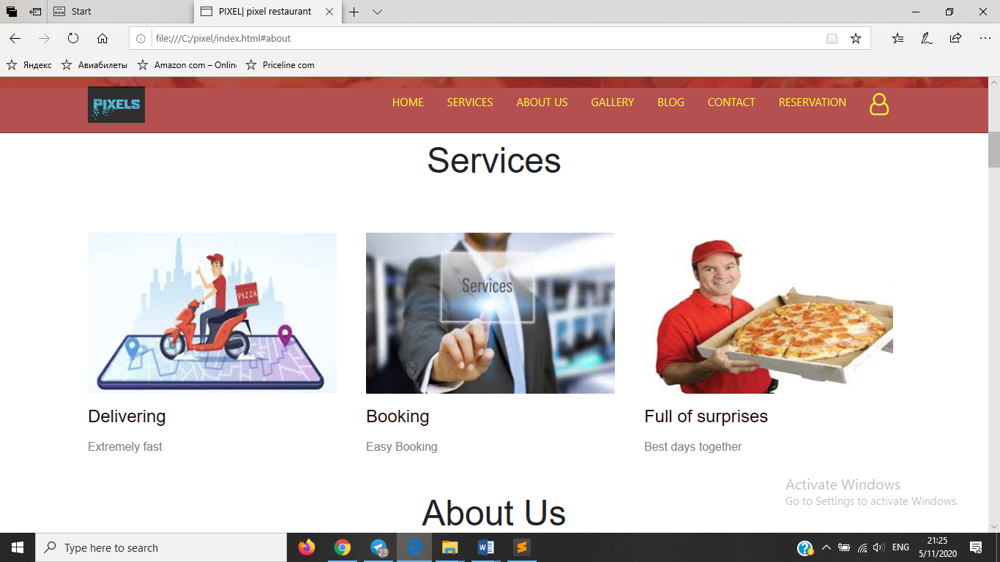 Start
PIXEL| pixel restaurant
file:///C:/pixel/index.html#about
Яндекс
Авиабилеты
Amazon com – Onlin
Priceline com
PIXELS
HOME
SERVICES
ABOUT US
GALLERY
BLOG
CONTACT
RESERVATION
Services
PIZZA
Services
Delivering
Booking
Full of surprises
Extremely fast
Easy Booking
Best days together
Activate Windows
Go to Settings to activate Windows.
About Us
Type here to search
23
ENG
21:25
5/11/2020